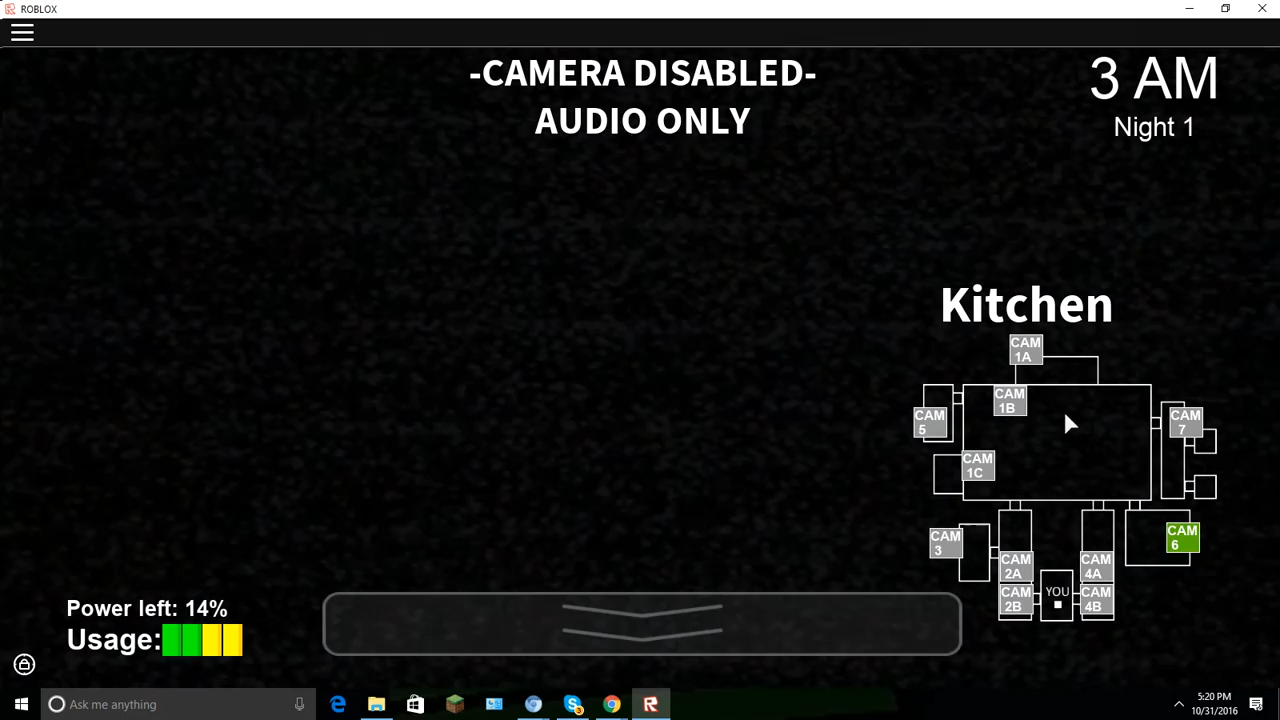 ROBLOX
-CAMERA DISABLED-
AUDIO ONLY
3 AM
Night 1
Kitchen
CAM
1A
CAM
1B
CAM
5
CAM
7
CAM
1C
CAM
6
CAM
3
CAM
2A
CAM
4A
CAM
2B
YOU
CAM
4B
Power left: 14%
Usage:
Ask me anything
3
5:20 PM
10/31/2016